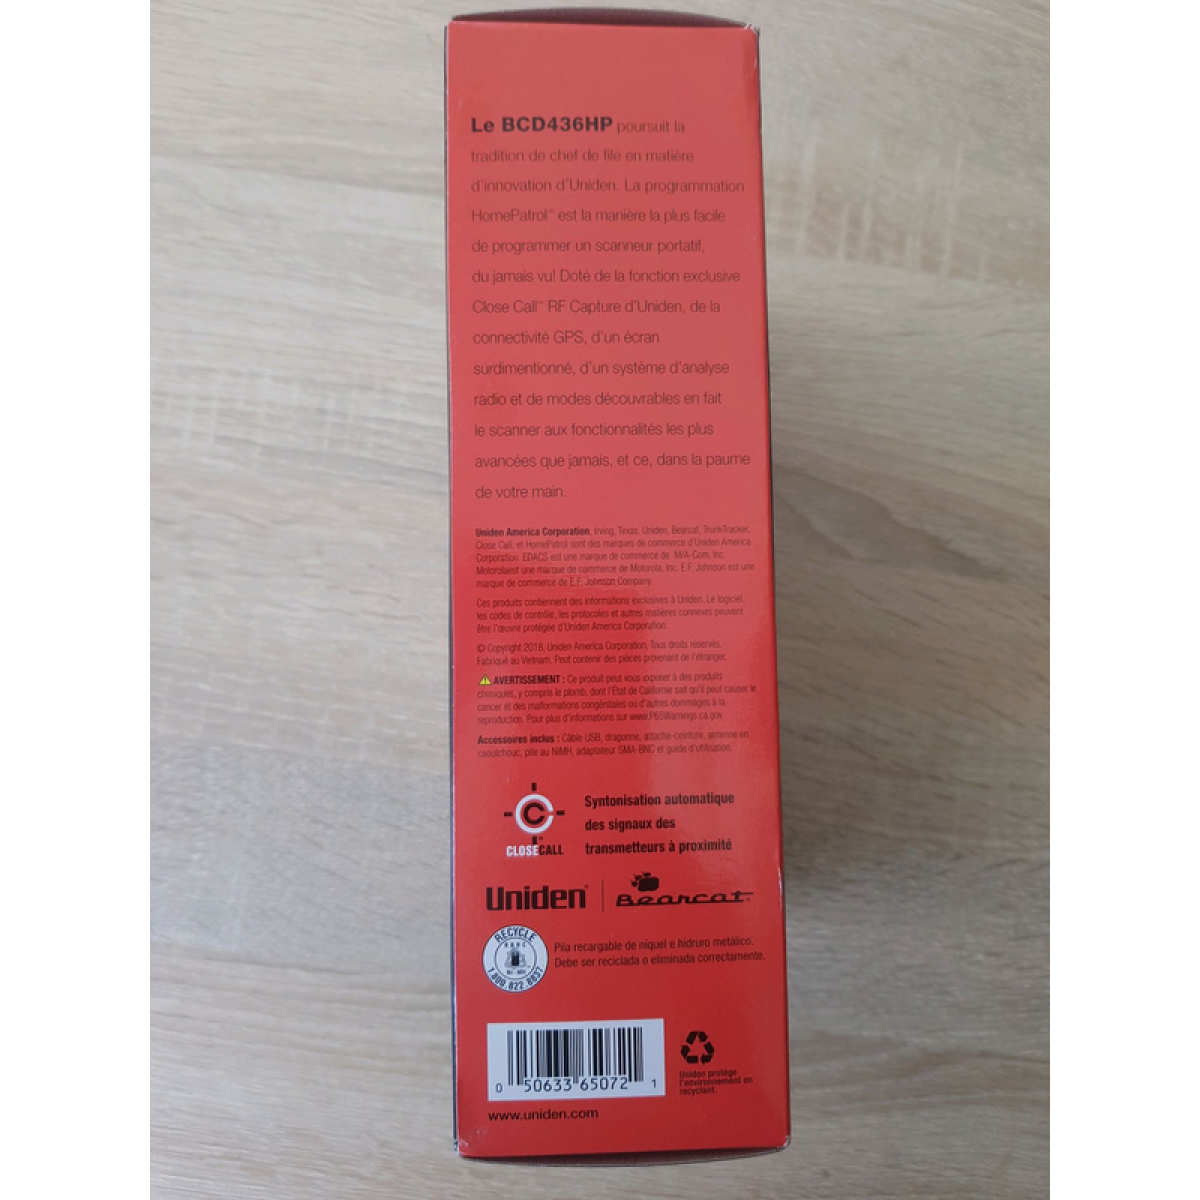 Le BCD436HP poursuit la
tradition de chef de file en matière
d'innovation d'Uniden. La programmation
HomePatrol™ est la manière la plus facile
de programmer un scanneur portatif,
du jamais vu! Doté de la fonction exclusive
Close Call™ RF Capture d'Uniden, de la
connectivité GPS, d'un écran
surdimentionné, d'un système d'analyse
radio et de modes découvrables en fait
le scanner aux fonctionnalités les plus
avancées que jamais, et ce, dans la paume
de votre main.
Uniden America Corporation, Irving, Texas. Uniden, Bearcat, TrunkTracker,
Close Call, et HomePatrol sont des marques de commerce d'Uniden America
Corporation. EDACS est une marque de commerce de M/A-Com, Inc.
Motorolaest une marque de commerce de Motorola, Inc. E.F. Johnson est une
marque de commerce de E.F. Johnson Company.
Ces produits contiennent des informations exclusives à Uniden. Le logiciel,
les codes de contrôle, les protocoles et autres matières connexes peuvent
être l'œuvre protégée d'Uniden America Corporation.
© Copyright 2018, Uniden America Corporation, Tous droits réservés.
Fabriqué au Vietnam. Peut contenir des pièces provenant de l'étranger.
AVERTISSEMENT : Ce produit peut vous exposer à des produits
chimiques, y compris le plomb, dont l'État de Californie sait qu'il peut causer le
cancer et des malformations congénitales ou d'autres dommages à la
reproduction. Pour plus d'informations sur www.P65Warnings.ca.gov.
Accessoires inclus : Câble USB, dragonne, attache-ceinture, antenne en
caoutchouc, pile au NiMH, adaptateur SMA-BNC et guide d'utilisation.
C
CLOSE CALL
Syntonisation automatique
des signaux des
transmetteurs à proximité
Uniden® Bearcat®
RECYCLE
RBRC
Ni-MH
1.800.822.8837
Pila recargable de níquel e hidruro metálico.
Debe ser reciclada o eliminada correctamente.
0 50633 65072 1
Uniden protège
l'environnement en
recyclant.
www.uniden.com